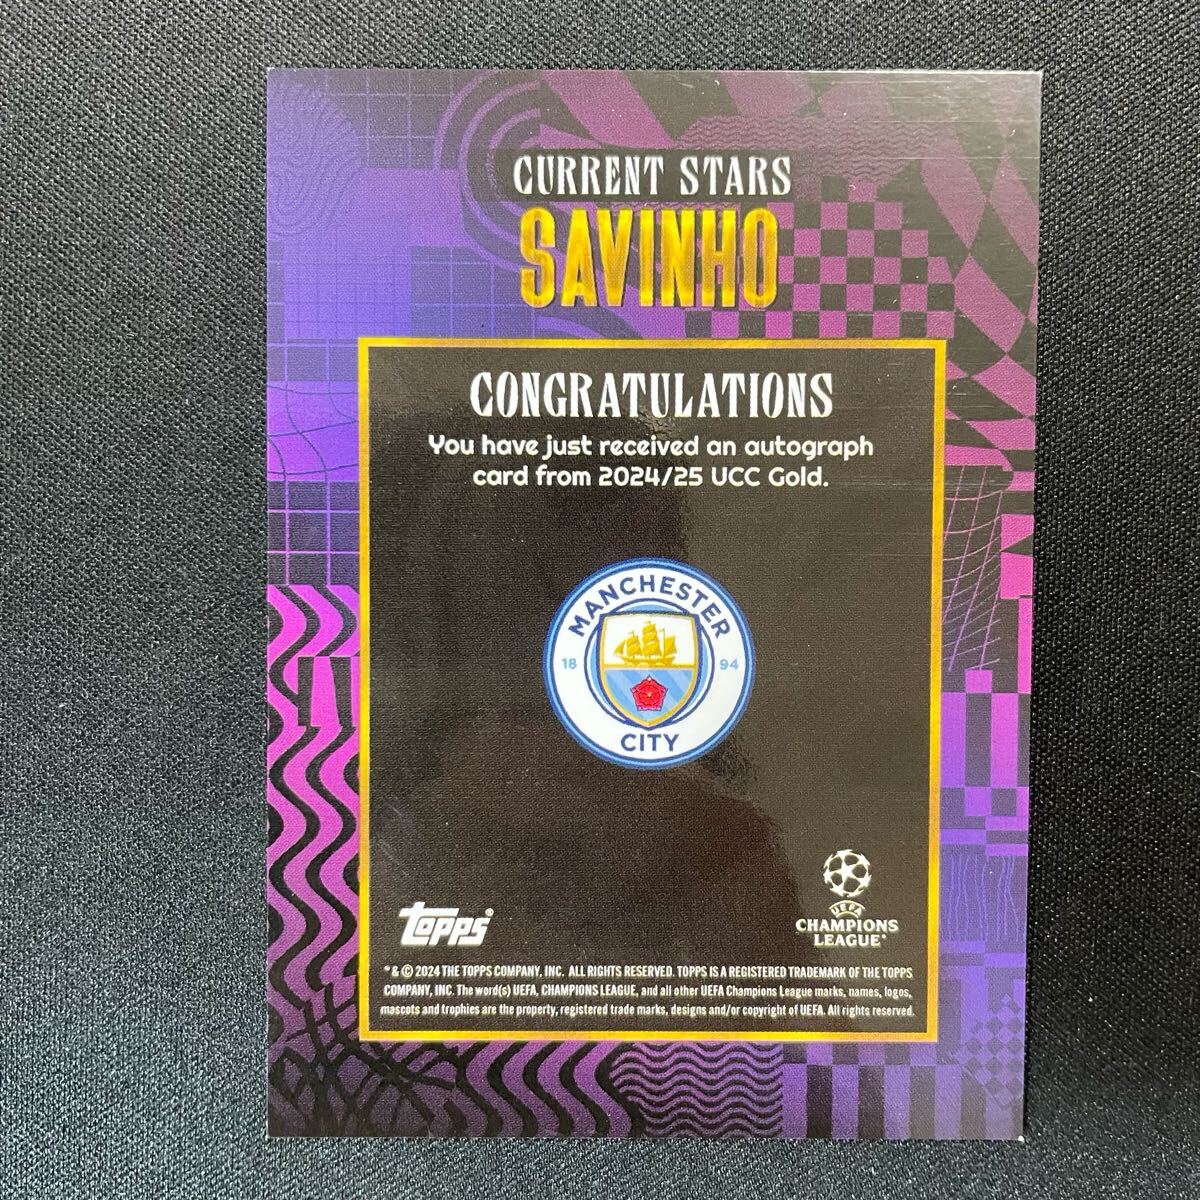 CURRENT STARS
SAVINHO
CONGRATULATIONS
You have just received an autograph
card from 2024/25 UCC Gold.
MANCHESTER
18 94
CITY
topps®
UEFA
CHAMPIONS
LEAGUE®
® & © 2024 THE TOPPS COMPANY, INC. ALL RIGHTS RESERVED. TOPPS IS A REGISTERED TRADEMARK OF THE TOPPS
COMPANY, INC. The word(s) UEFA, CHAMPIONS LEAGUE, and all other UEFA Champions League marks, names, logos,
mascots and trophies are the property, registered trade marks, designs and/or copyright of UEFA. All rights reserved.